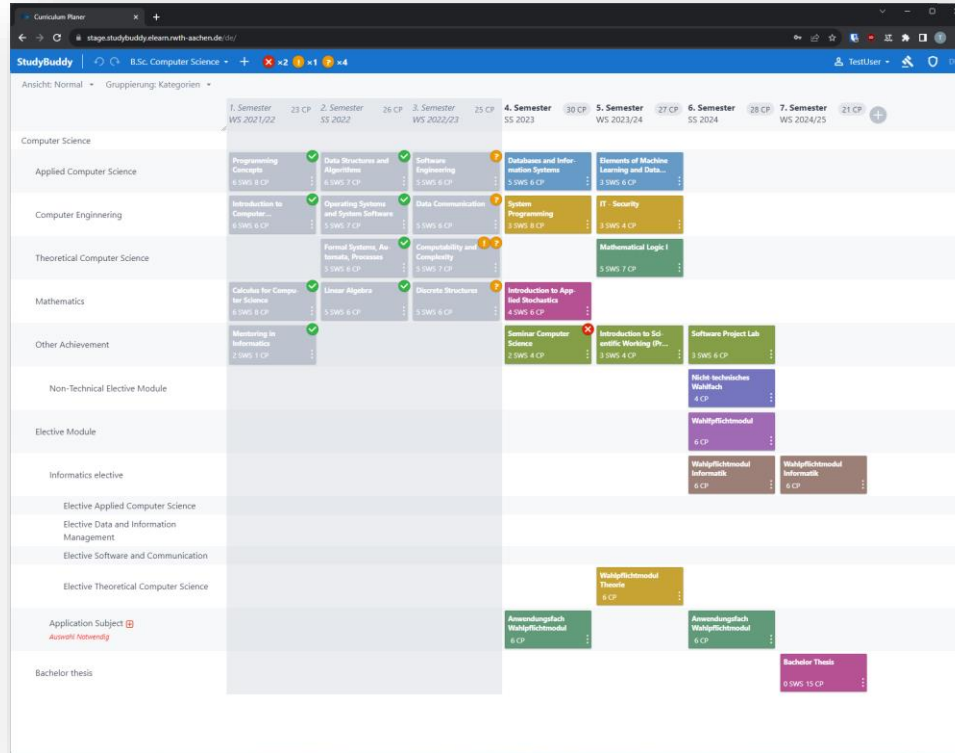 Curriculum Planer
stage.studybuddy.elearn.rwth-aachen.de/de/
StudyBuddy B.Sc. Computer Science ×2 ×1 ×4 TestUser
Ansicht: Normal Gruppierung: Kategorien
1. Semester 23 CP 2. Semester 26 CP 3. Semester 25 CP 4. Semester 30 CP 5. Semester 27 CP 6. Semester 28 CP 7. Semester 21 CP
WS 2021/22 SS 2022 WS 2022/23 SS 2023 WS 2023/24 SS 2024 WS 2024/25
Computer Science
Applied Computer Science
Programming Concepts
6 SWS 8 CP
Data Structures and Algorithms
6 SWS 7 CP
Software Engineering
5 SWS 6 CP
Databases and Infor-
mation Systems
5 SWS 6 CP
Elements of Machine
Learning and Data...
3 SWS 6 CP
Computer Enginnering
Introduction to
Computer...
6 SWS 6 CP
Operating Systems
and System Software
5 SWS 7 CP
Data Communication
5 SWS 6 CP
System
Programming
3 SWS 8 CP
IT - Security
3 SWS 4 CP
Theoretical Computer Science
Formal Systems, Au-
tomata, Processes
5 SWS 6 CP
Computability and
Complexity
5 SWS 7 CP
Mathematical Logic I
5 SWS 7 CP
Mathematics
Calculus for Compu-
ter Science
6 SWS 8 CP
Linear Algebra
5 SWS 6 CP
Discrete Structures
5 SWS 6 CP
Introduction to App-
lied Stochastics
4 SWS 6 CP
Other Achievement
Mentoring in
Informatics
2 SWS 1 CP
Seminar Computer
Science
2 SWS 4 CP
Introduction to Sci-
entific Working (Pr...
3 SWS 4 CP
Software Project Lab
3 SWS 6 CP
Non-Technical Elective Module
Nicht-technisches
Wahlfach
4 CP
Elective Module
Wahlpflichtmodul
6 CP
Informatics elective
Wahlpflichtmodul
Informatik
6 CP
Wahlpflichtmodul
Informatik
6 CP
Elective Applied Computer Science
Elective Data and Information
Management
Elective Software and Communication
Elective Theoretical Computer Science
Wahlpflichtmodul
Theorie
6 CP
Application Subject
Auswahl Notwendig
Anwendungsfach
Wahlpflichtmodul
6 CP
Anwendungsfach
Wahlpflichtmodul
6 CP
Bachelor thesis
Bachelor Thesis
0 SWS 15 CP